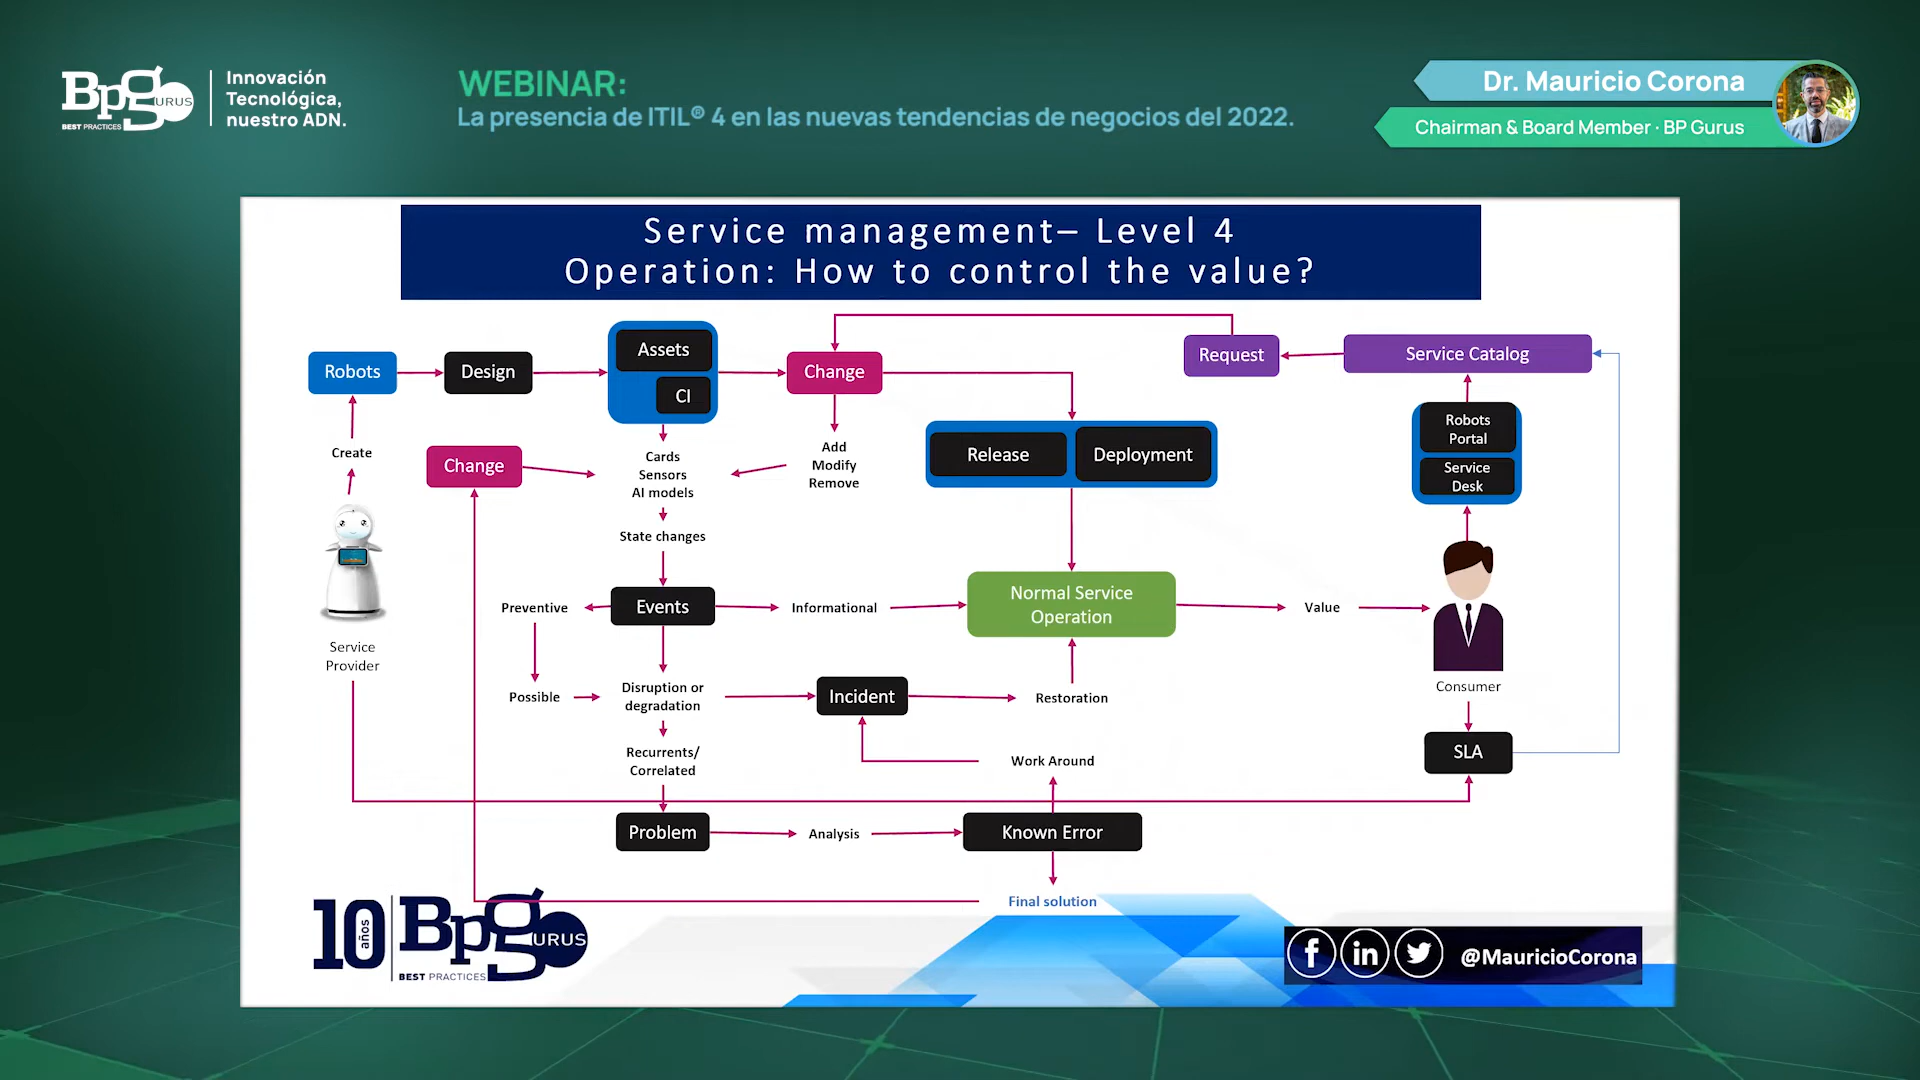 Bpg URUS
BEST PRACTICES
Innovación
Tecnológica,
nuestro ADN.
WEBINAR:
La presencia de ITIL® 4 en las nuevas tendencias de negocios del 2022.
Dr. Mauricio Corona
Chairman & Board Member · BP Gurus
Service management– Level 4
Operation: How to control the value?
Robots
Design
Assets
CI
Change
Request
Service Catalog
Create
Change
Cards
Sensors
AI models
Add
Modify
Remove
Release
Deployment
Robots
Portal
Service
Desk
State changes
Preventive
Events
Informational
Normal Service
Operation
Value
Service
Provider
Possible
Disruption or
degradation
Incident
Restoration
Consumer
Recurrents/
Correlated
Work Around
SLA
Problem
Analysis
Known Error
Final solution
10 años
Bpg URUS
BEST PRACTICES
f in @MauricioCorona